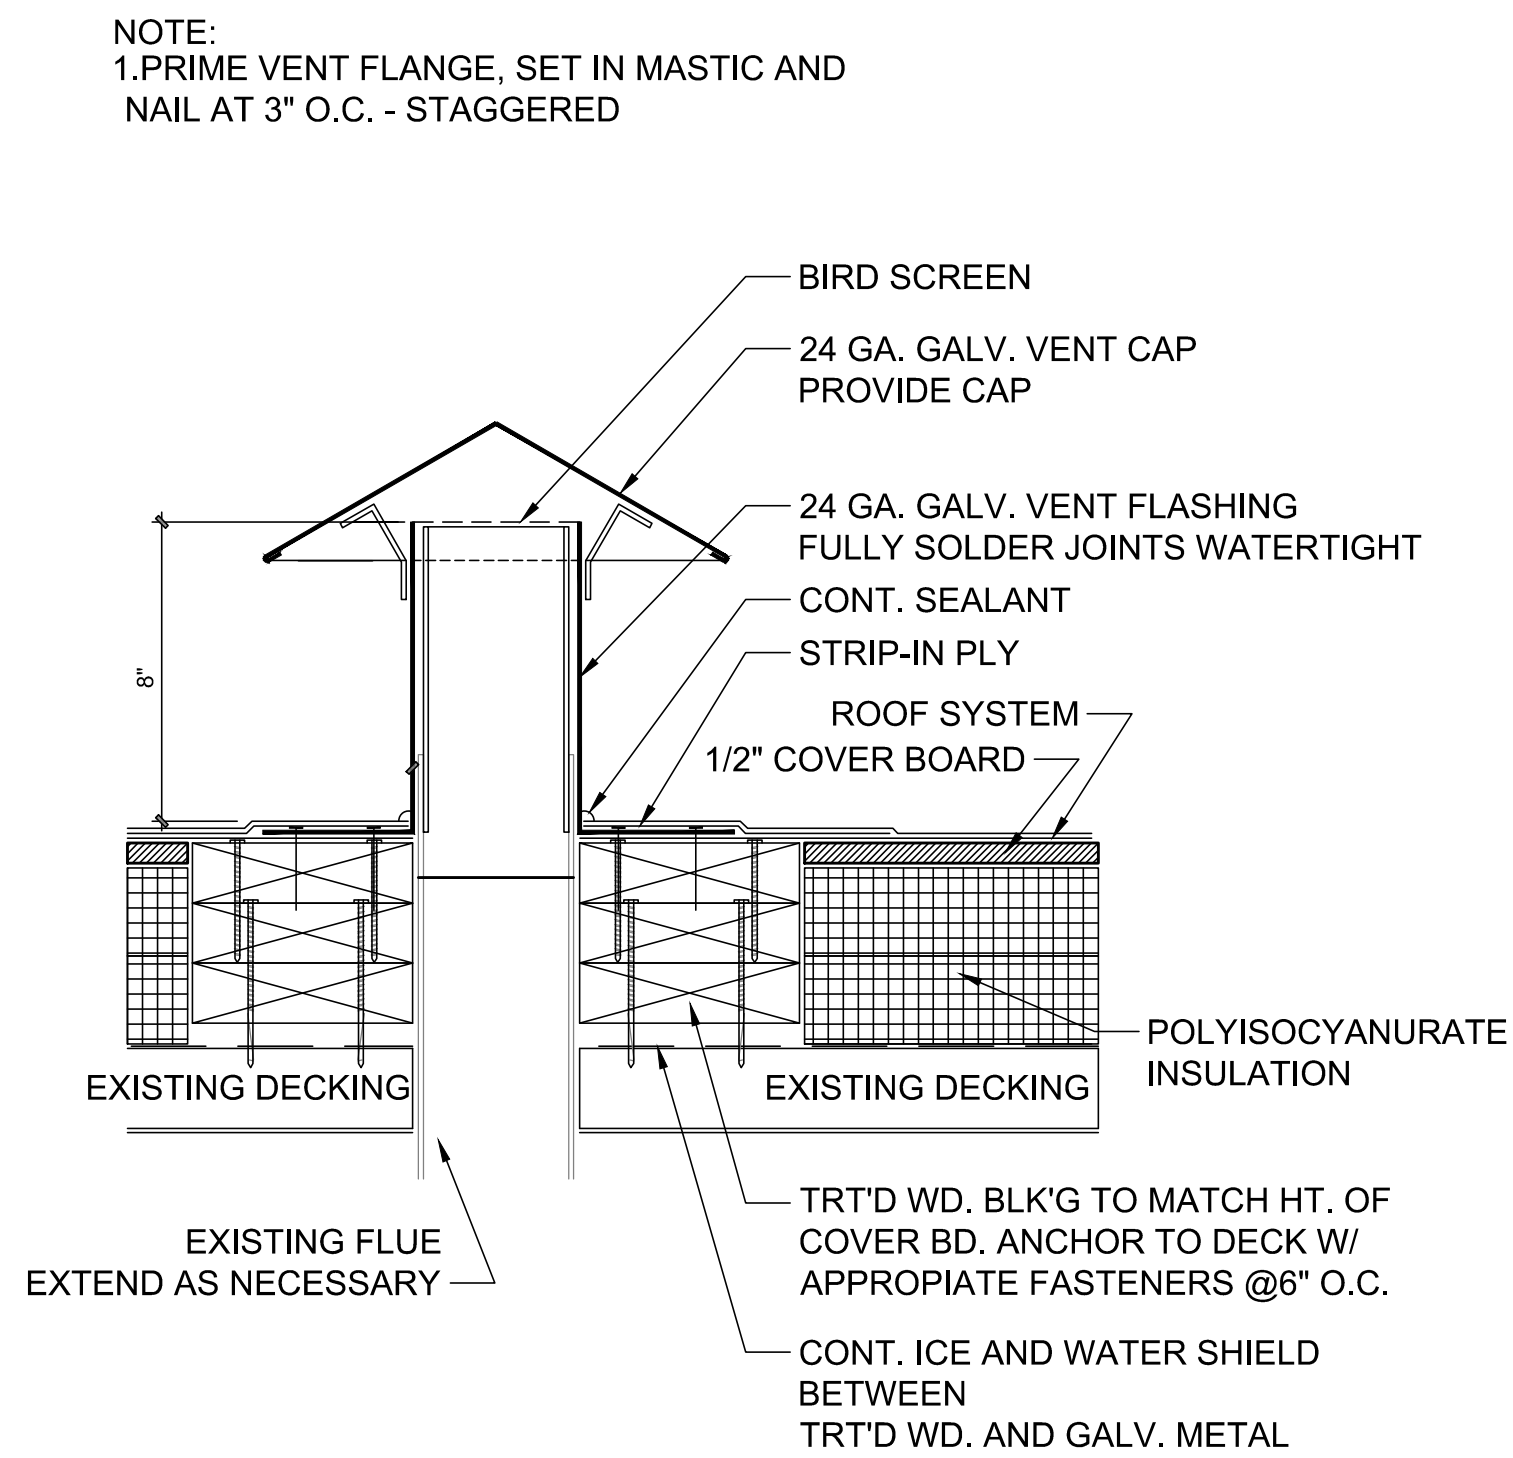 NOTE:
1.PRIME VENT FLANGE, SET IN MASTIC AND
NAIL AT 3" O.C. - STAGGERED
BIRD SCREEN
24 GA. GALV. VENT CAP
PROVIDE CAP
24 GA. GALV. VENT FLASHING
FULLY SOLDER JOINTS WATERTIGHT
CONT. SEALANT
STRIP-IN PLY
8"
ROOF SYSTEM
1/2" COVER BOARD
POLYISOCYANURATE
INSULATION
EXISTING DECKING
EXISTING DECKING
TRT'D WD. BLK'G TO MATCH HT. OF
COVER BD. ANCHOR TO DECK W/
APPROPIATE FASTENERS @6" O.C.
EXISTING FLUE
EXTEND AS NECESSARY
CONT. ICE AND WATER SHIELD
BETWEEN
TRT'D WD. AND GALV. METAL